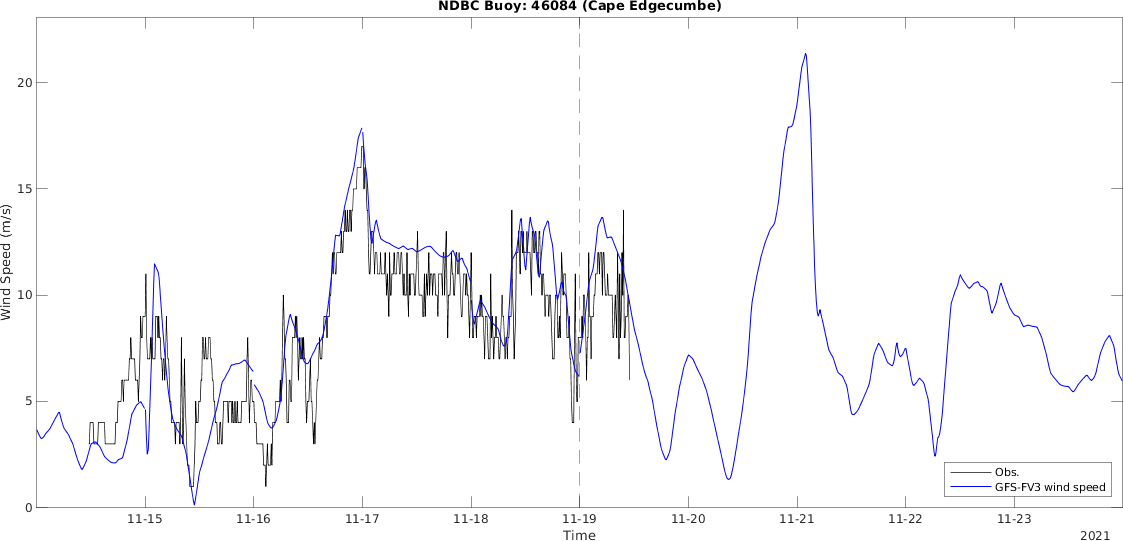 NDBC Buoy: 46084 (Cape Edgecumbe)
Wind Speed (m/s)
20
15
10
5
0
11-15 11-16 11-17 11-18 11-19 11-20 11-21 11-22 11-23
Time
2021
Obs.
GFS-FV3 wind speed